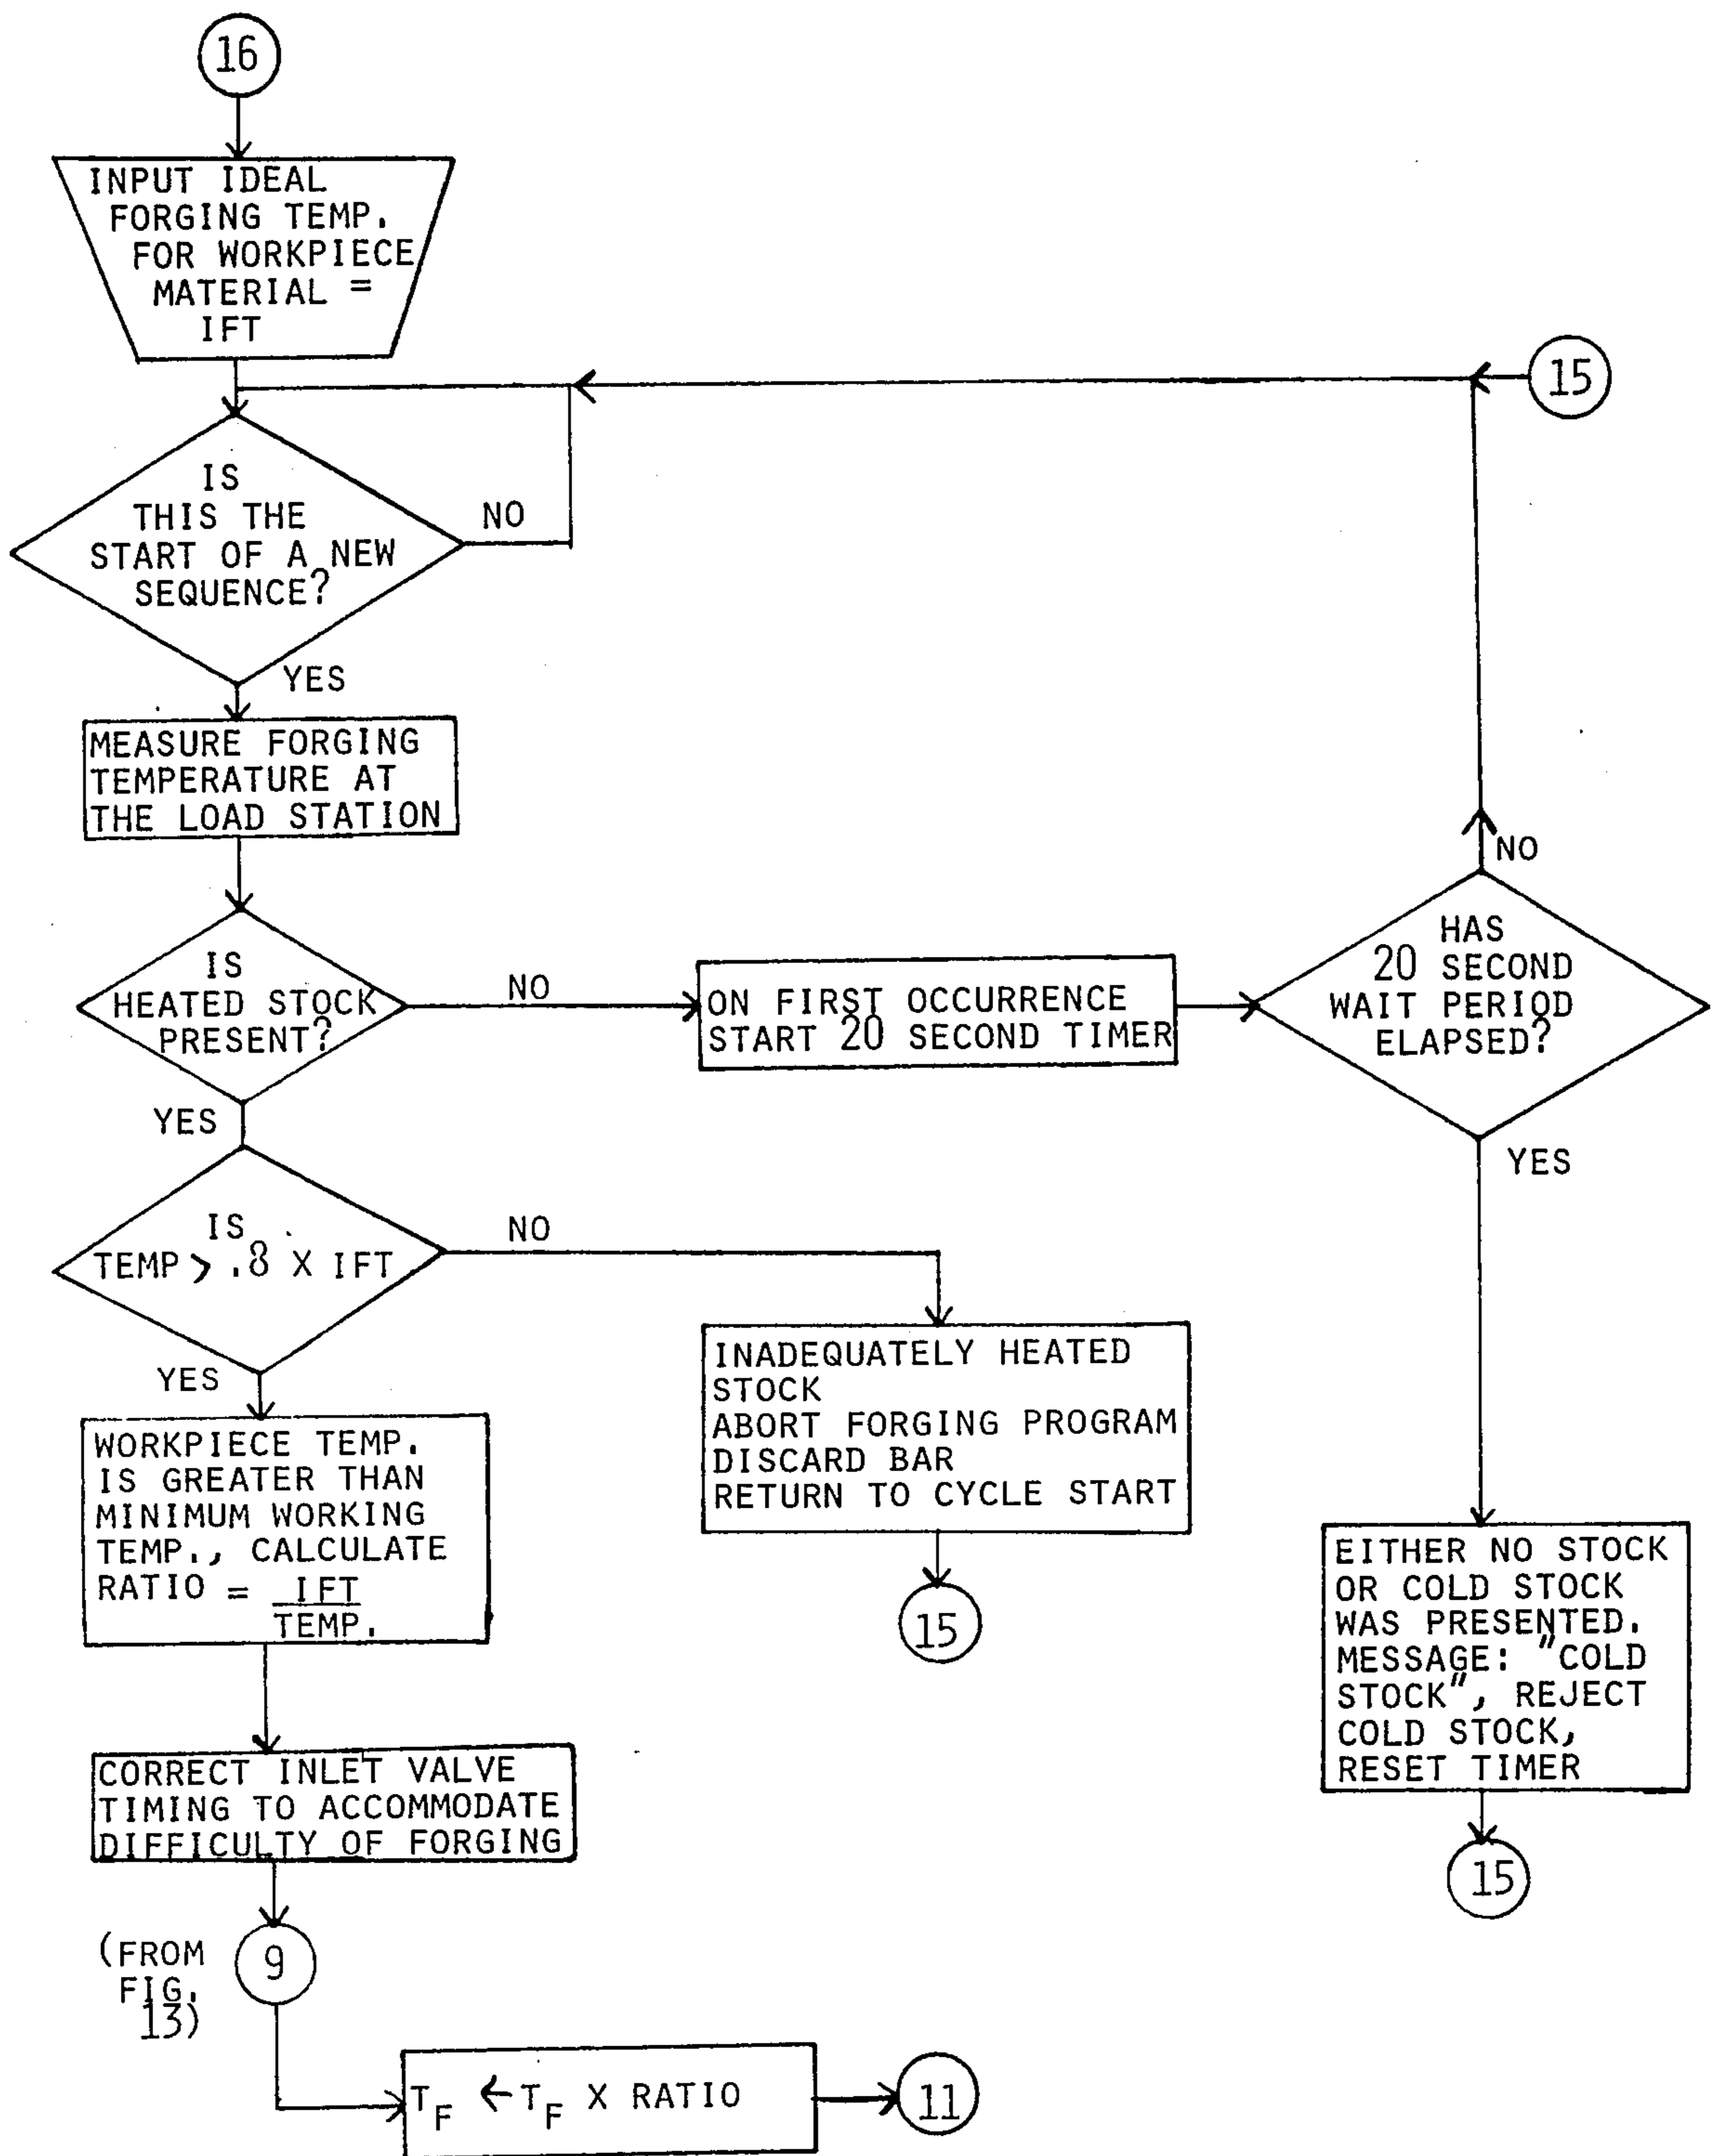 16
INPUT IDEAL
FORGING TEMP.
FOR WORKPIECE
MATERIAL =
IFT
15
IS
THIS THE
START OF A NEW
SEQUENCE?
NO
YES
MEASURE FORGING
TEMPERATURE AT
THE LOAD STATION
IS
HEATED STOCK
PRESENT?
NO
YES
ON FIRST OCCURRENCE
START 20 SECOND TIMER
HAS
20 SECOND
WAIT PERIOD
ELAPSED?
NO
YES
IS
TEMP > .8 X IFT
NO
YES
INADEQUATELY HEATED
STOCK
ABORT FORGING PROGRAM
DISCARD BAR
RETURN TO CYCLE START
15
EITHER NO STOCK
OR COLD STOCK
WAS PRESENTED.
MESSAGE: "COLD
STOCK", REJECT
COLD STOCK,
RESET TIMER
15
WORKPIECE TEMP.
IS GREATER THAN
MINIMUM WORKING
TEMP., CALCULATE
RATIO = IFT
TEMP.
CORRECT INLET VALVE
TIMING TO ACCOMMODATE
DIFFICULTY OF FORGING
(FROM
FIG.
13)
9
T_F ← T_F X RATIO
11